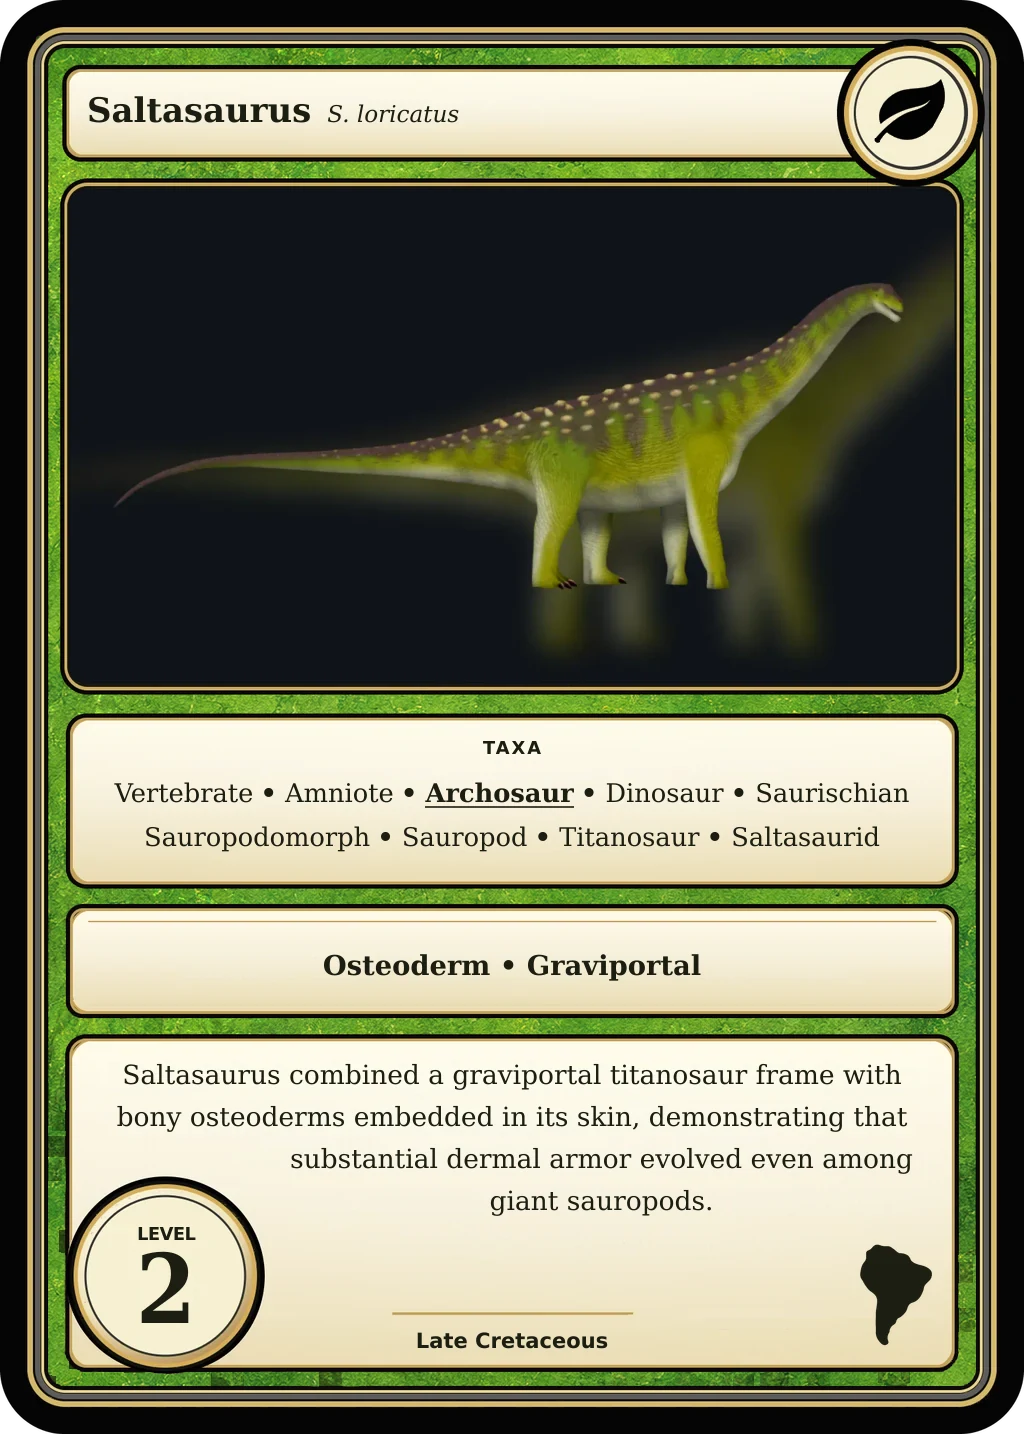 Saltasaurus S. loricatus
TAXA
Vertebrate • Amniote • Archosaur • Dinosaur • Saurischian
Sauropodomorph • Sauropod • Titanosaur • Saltasaurid
Osteoderm • Graviportal
Saltasaurus combined a graviportal titanosaur frame with
bony osteoderms embedded in its skin, demonstrating that
substantial dermal armor evolved even among
giant sauropods.
LEVEL
2
Late Cretaceous